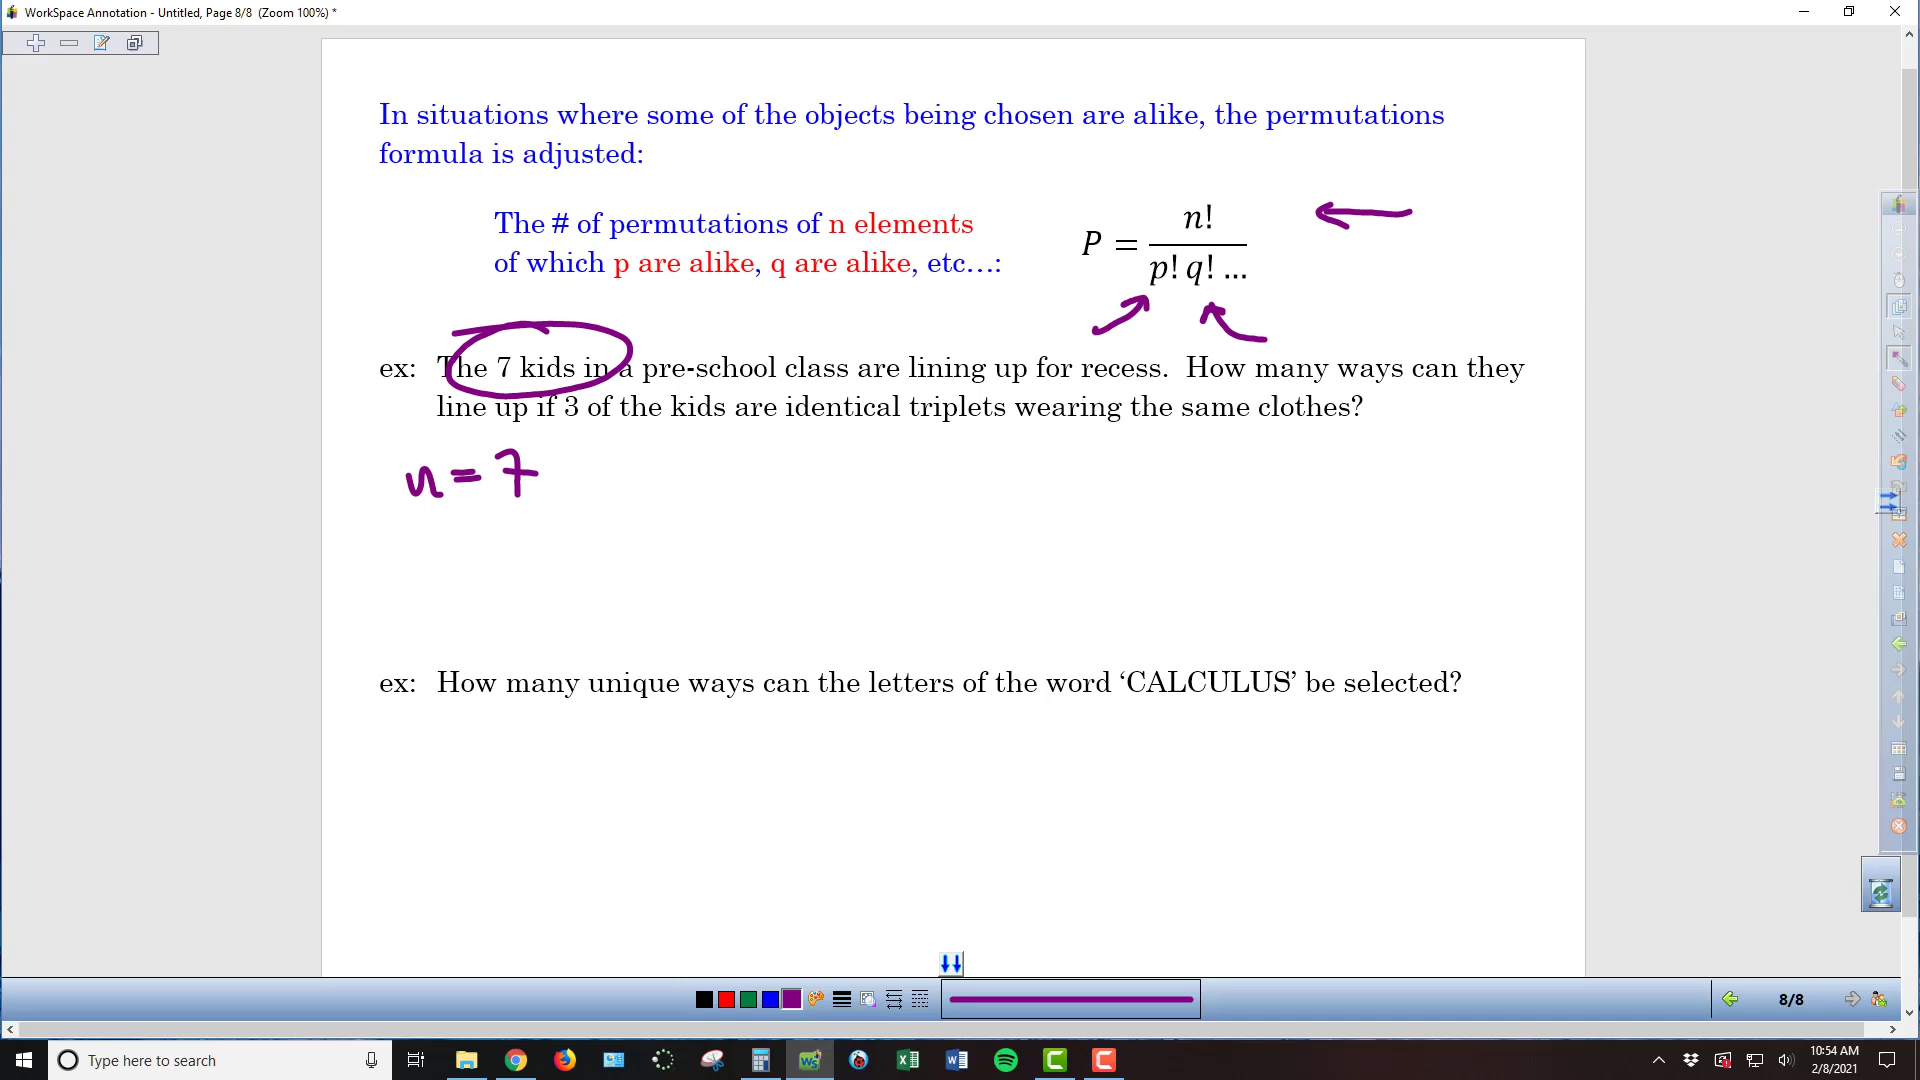 WorkSpace Annotation - Untitled, Page 8/8 (Zoom 100%) *
In situations where some of the objects being chosen are alike, the permutations
formula is adjusted:
The # of permutations of n elements
of which p are alike, q are alike, etc…:
P = n! / p! q! …
ex: The 7 kids in a pre-school class are lining up for recess. How many ways can they
line up if 3 of the kids are identical triplets wearing the same clothes?
n = 7
ex: How many unique ways can the letters of the word ‘CALCULUS’ be selected?
8/8
Type here to search
10:54 AM
2/8/2021